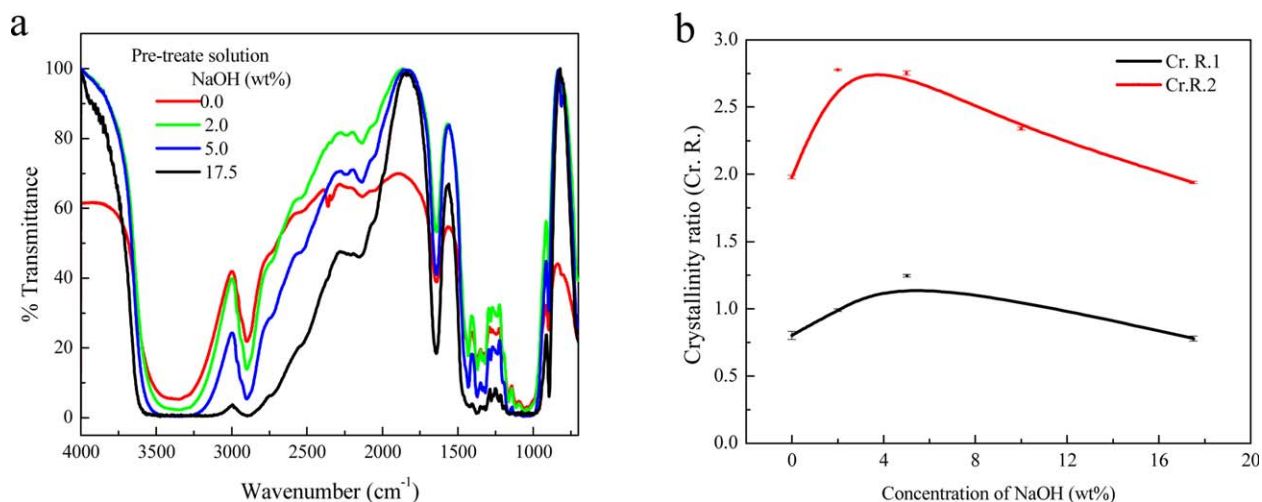 a
Pre-treate solution
NaOH (wt%)
0.0
2.0
5.0
17.5
100
80
60
40
20
0
% Transmittance
4000 3500 3000 2500 2000 1500 1000
Wavenumber (cm⁻¹)
b
Cr. R.1
Cr.R.2
3.0
2.5
2.0
1.5
1.0
0.5
0.0
Crystallinity ratio (Cr. R.)
0 4 8 12 16 20
Concentration of NaOH (wt%)